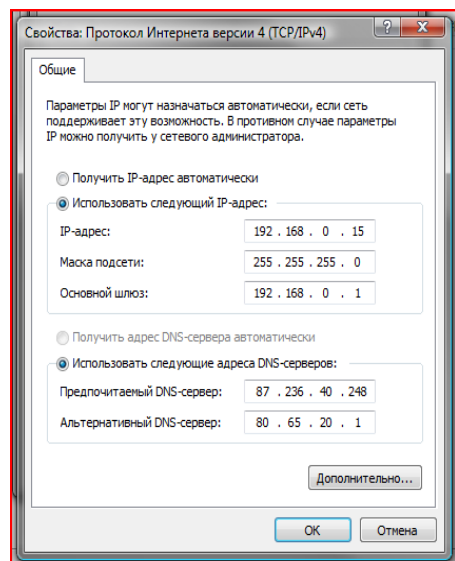 Свойства: Протокол Интернета версии 4 (TCP/IPv4)
?
X
Общие
Параметры IP могут назначаться автоматически, если сеть
поддерживает эту возможность. В противном случае параметры
IP можно получить у сетевого администратора.
Получить IP-адрес автоматически
Использовать следующий IP-адрес:
IP-адрес: 192 . 168 . 0 . 15
Маска подсети: 255 . 255 . 255 . 0
Основной шлюз: 192 . 168 . 0 . 1
Получить адрес DNS-сервера автоматически
Использовать следующие адреса DNS-серверов:
Предпочитаемый DNS-сервер: 87 . 236 . 40 . 248
Альтернативный DNS-сервер: 80 . 65 . 20 . 1
Дополнительно...
OK
Отмена